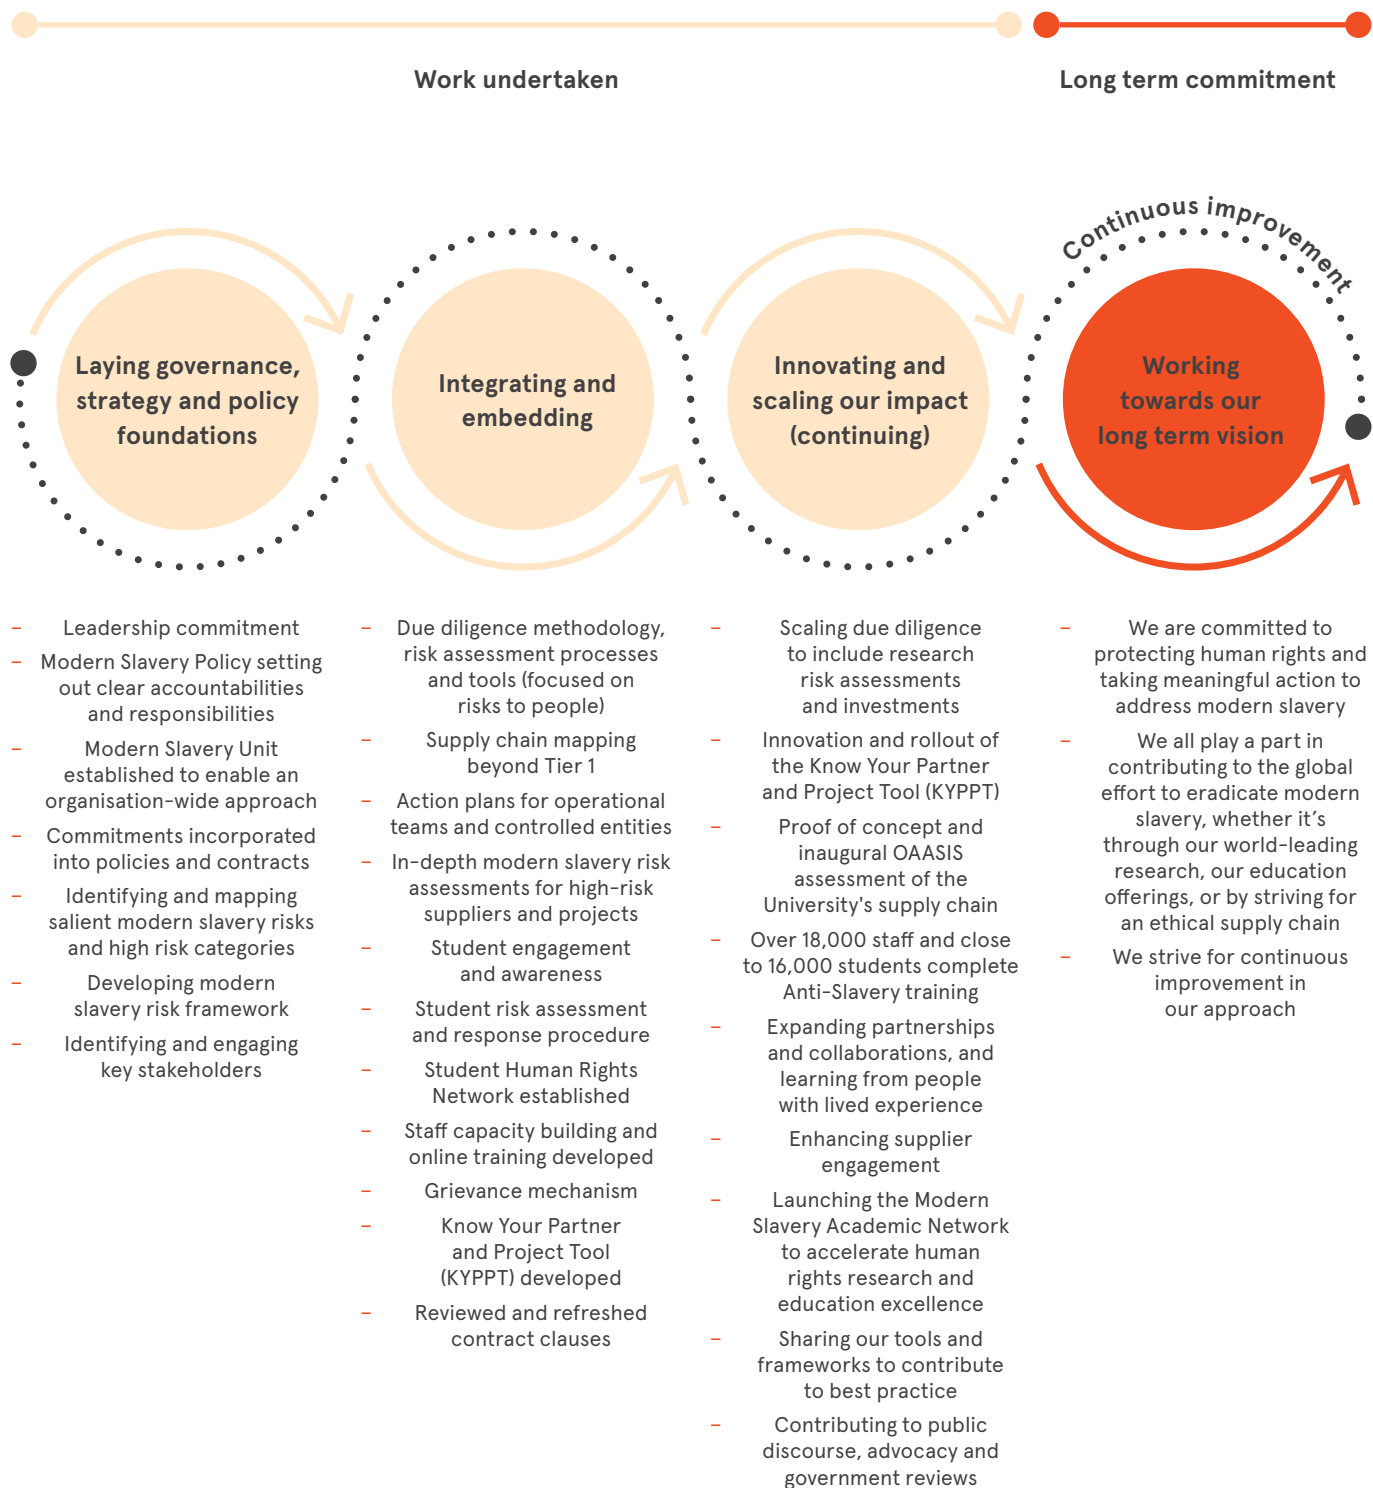 Work undertaken
Long term commitment
Continuous improvement
Laying governance,
strategy and policy
foundations
Integrating and
embedding
Innovating and
scaling our impact
(continuing)
Working
towards our
long term vision
– Leadership commitment
– Modern Slavery Policy setting
out clear accountabilities
and responsibilities
– Modern Slavery Unit
established to enable an
organisation-wide approach
– Commitments incorporated
into policies and contracts
– Identifying and mapping
salient modern slavery risks
and high risk categories
– Developing modern
slavery risk framework
– Identifying and engaging
key stakeholders
– Due diligence methodology,
risk assessment processes
and tools (focused on
risks to people)
– Supply chain mapping
beyond Tier 1
– Action plans for operational
teams and controlled entities
– In-depth modern slavery risk
assessments for high-risk
suppliers and projects
– Student engagement
and awareness
– Student risk assessment
and response procedure
– Student Human Rights
Network established
– Staff capacity building and
online training developed
– Grievance mechanism
– Know Your Partner
and Project Tool
(KYPPT) developed
– Reviewed and refreshed
contract clauses
– Scaling due diligence
to include research
risk assessments
and investments
– Innovation and rollout of
the Know Your Partner
and Project Tool (KYPPT)
– Proof of concept and
inaugural OAASIS
assessment of the
University's supply chain
– Over 18,000 staff and close
to 16,000 students complete
Anti-Slavery training
– Expanding partnerships
and collaborations, and
learning from people
with lived experience
– Enhancing supplier
engagement
– Launching the Modern
Slavery Academic Network
to accelerate human
rights research and
education excellence
– Sharing our tools and
frameworks to contribute
to best practice
– Contributing to public
discourse, advocacy and
government reviews
– We are committed to
protecting human rights and
taking meaningful action to
address modern slavery
– We all play a part in
contributing to the global
effort to eradicate modern
slavery, whether it’s
through our world-leading
research, our education
offerings, or by striving for
an ethical supply chain
– We strive for continuous
improvement in
our approach